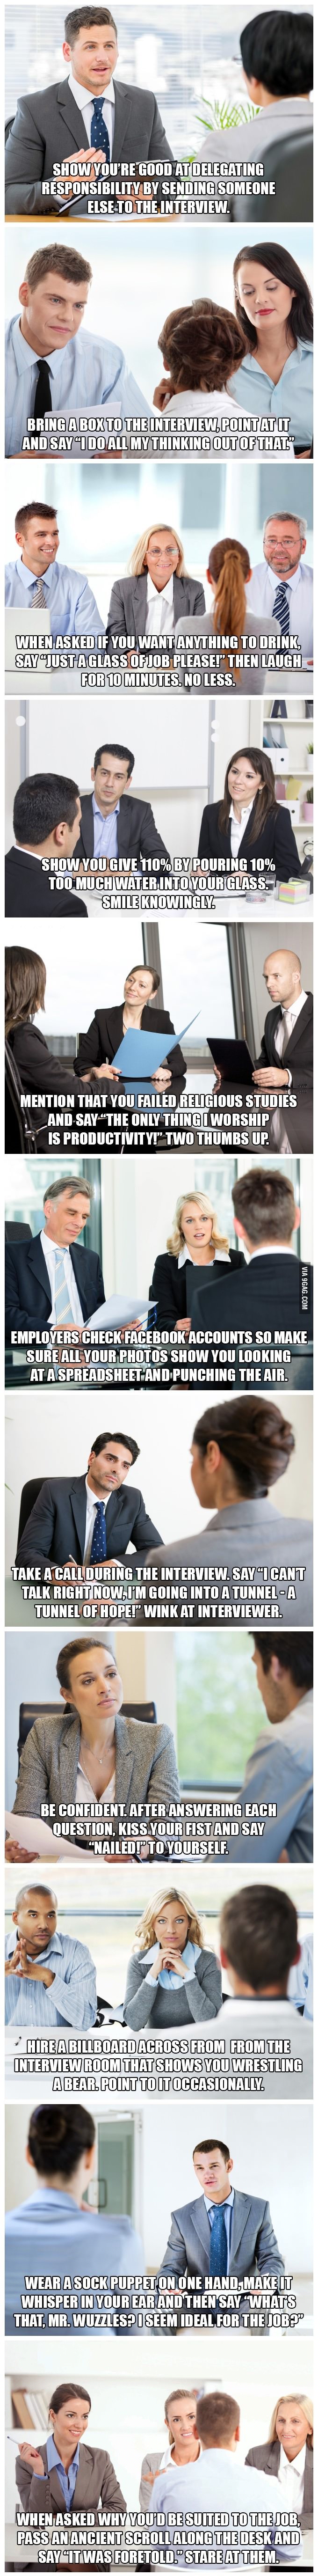 SHOW YOU'RE GOOD AT DELEGATING
RESPONSIBILITY BY SENDING SOMEONE
ELSE TO THE INTERVIEW.
BRING A BOX TO THE INTERVIEW, POINT AT IT
AND SAY "I DO ALL MY THINKING OUT OF THAT."
WHEN ASKED IF YOU WANT ANYTHING TO DRINK,
SAY "JUST A GLASS OF JOB PLEASE!" THEN LAUGH
FOR 10 MINUTES. NO LESS.
SHOW YOU GIVE 110% BY POURING 10%
TOO MUCH WATER INTO YOUR GLASS.
SMILE KNOWINGLY.
MENTION THAT YOU FAILED RELIGIOUS STUDIES
AND SAY "THE ONLY THING I WORSHIP
IS PRODUCTIVITY!" TWO THUMBS UP.
VIA 9GAG.COM
EMPLOYERS CHECK FACEBOOK ACCOUNTS SO MAKE
SURE ALL YOUR PHOTOS SHOW YOU LOOKING
AT A SPREADSHEET AND PUNCHING THE AIR.
TAKE A CALL DURING THE INTERVIEW. SAY "I CAN'T
TALK RIGHT NOW, I'M GOING INTO A TUNNEL - A
TUNNEL OF HOPE!" WINK AT INTERVIEWER.
BE CONFIDENT. AFTER ANSWERING EACH
QUESTION, KISS YOUR FIST AND SAY
"NAILED!" TO YOURSELF.
HIRE A BILLBOARD ACROSS FROM FROM THE
INTERVIEW ROOM THAT SHOWS YOU WRESTLING
A BEAR. POINT TO IT OCCASIONALLY.
WEAR A SOCK PUPPET ON ONE HAND, MAKE IT
WHISPER IN YOUR EAR AND THEN SAY "WHAT'S
THAT, MR. WUZZLES? I SEEM IDEAL FOR THE JOB?"
WHEN ASKED WHY YOU'D BE SUITED TO THE JOB,
PASS AN ANCIENT SCROLL ALONG THE DESK AND
SAY "IT WAS FORETOLD." STARE AT THEM.